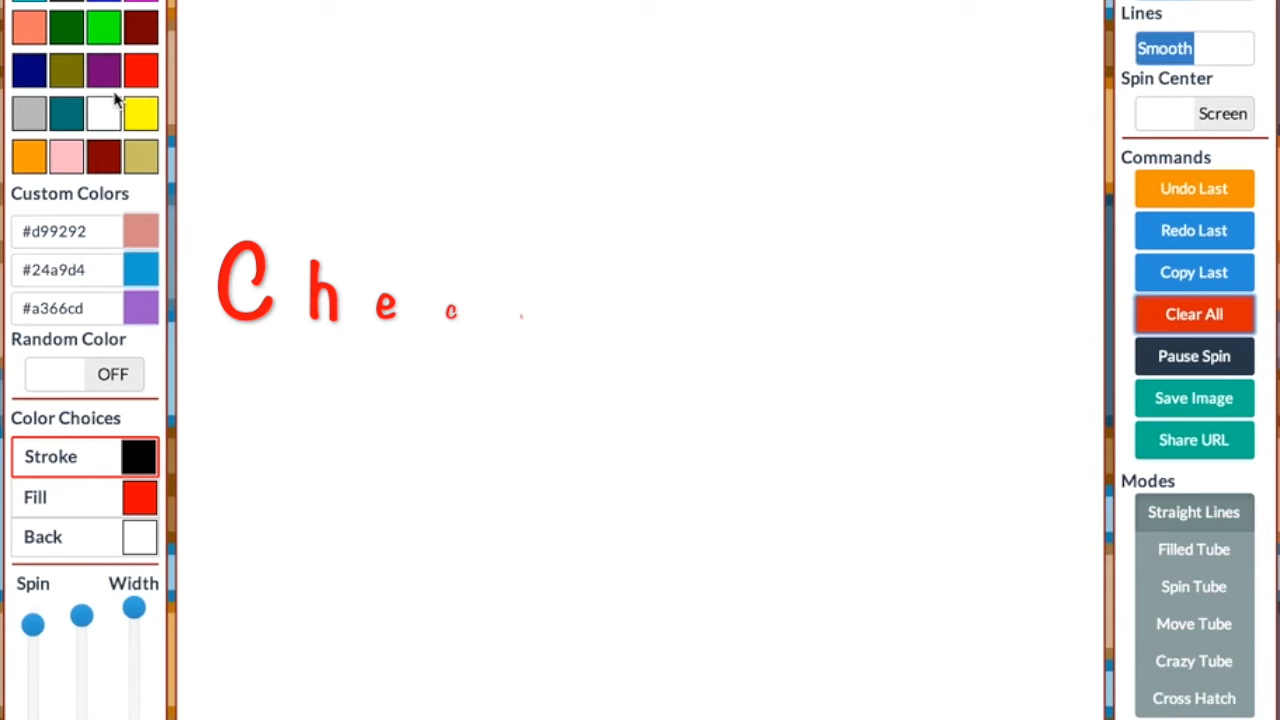 Lines
Smooth
Spin Center
Screen
Commands
Undo Last
Redo Last
Copy Last
Clear All
Pause Spin
Save Image
Share URL
Modes
Straight Lines
Filled Tube
Spin Tube
Move Tube
Crazy Tube
Cross Hatch
Custom Colors
#d99292
#24a9d4
#a366cd
Random Color
OFF
Color Choices
Stroke
Fill
Back
Spin Width
C h e c